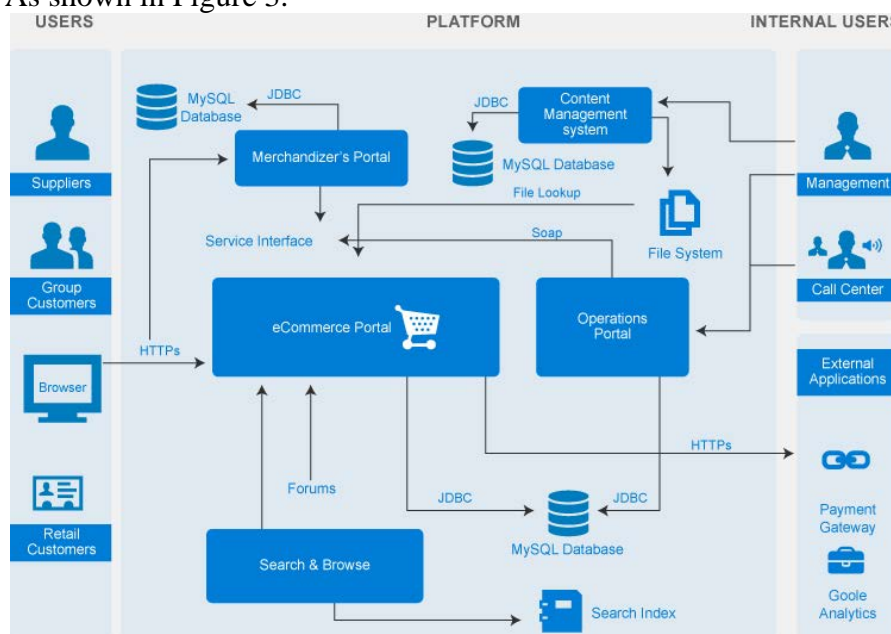 As shown in Figure 3.
USERS
PLATFORM
INTERNAL USERS
MySQL
Database
JDBC
JDBC
Content
Management
system
Merchandizer's Portal
MySQL Database
Suppliers
Management
File Lookup
Service Interface
Soap
File System
Group
Customers
Call Center
eCommerce Portal
Operations
Portal
HTTPs
Browser
External
Applications
HTTPs
Forums
JDBC
JDBC
Payment
Gateway
Retail
Customers
MySQL Database
Search & Browse
Goole
Analytics
Search Index